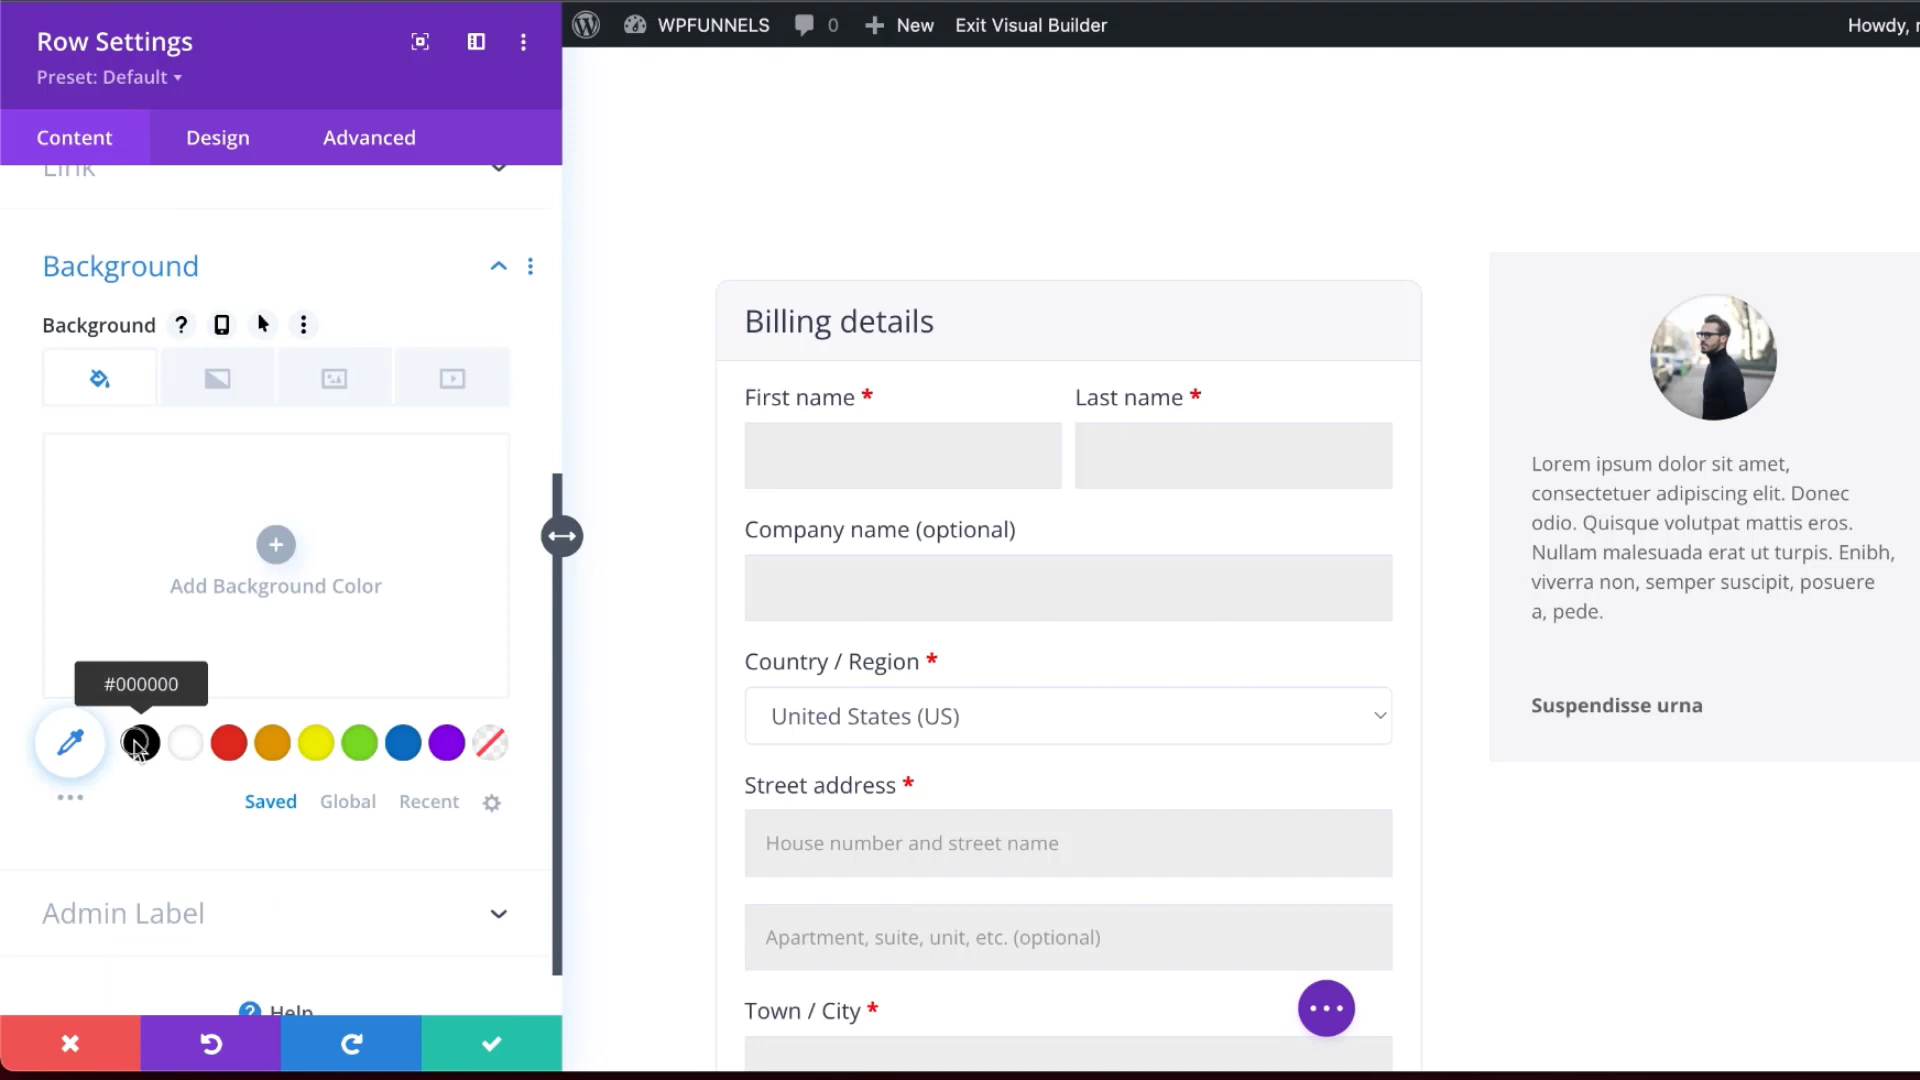 Row Settings
Preset: Default
Content
Design
Advanced
Link
Background
Background
?
Add Background Color
#000000
Saved
Global
Recent
Admin Label
? Help
WPFUNNELS
0
New
Exit Visual Builder
Howdy, r
Billing details
First name *
Last name *
Company name (optional)
Country / Region *
United States (US)
Street address *
House number and street name
Apartment, suite, unit, etc. (optional)
Town / City *
Lorem ipsum dolor sit amet,
consectetuer adipiscing elit. Donec
odio. Quisque volutpat mattis eros.
Nullam malesuada erat ut turpis. Enibh,
viverra non, semper suscipit, posuere
a, pede.
Suspendisse urna